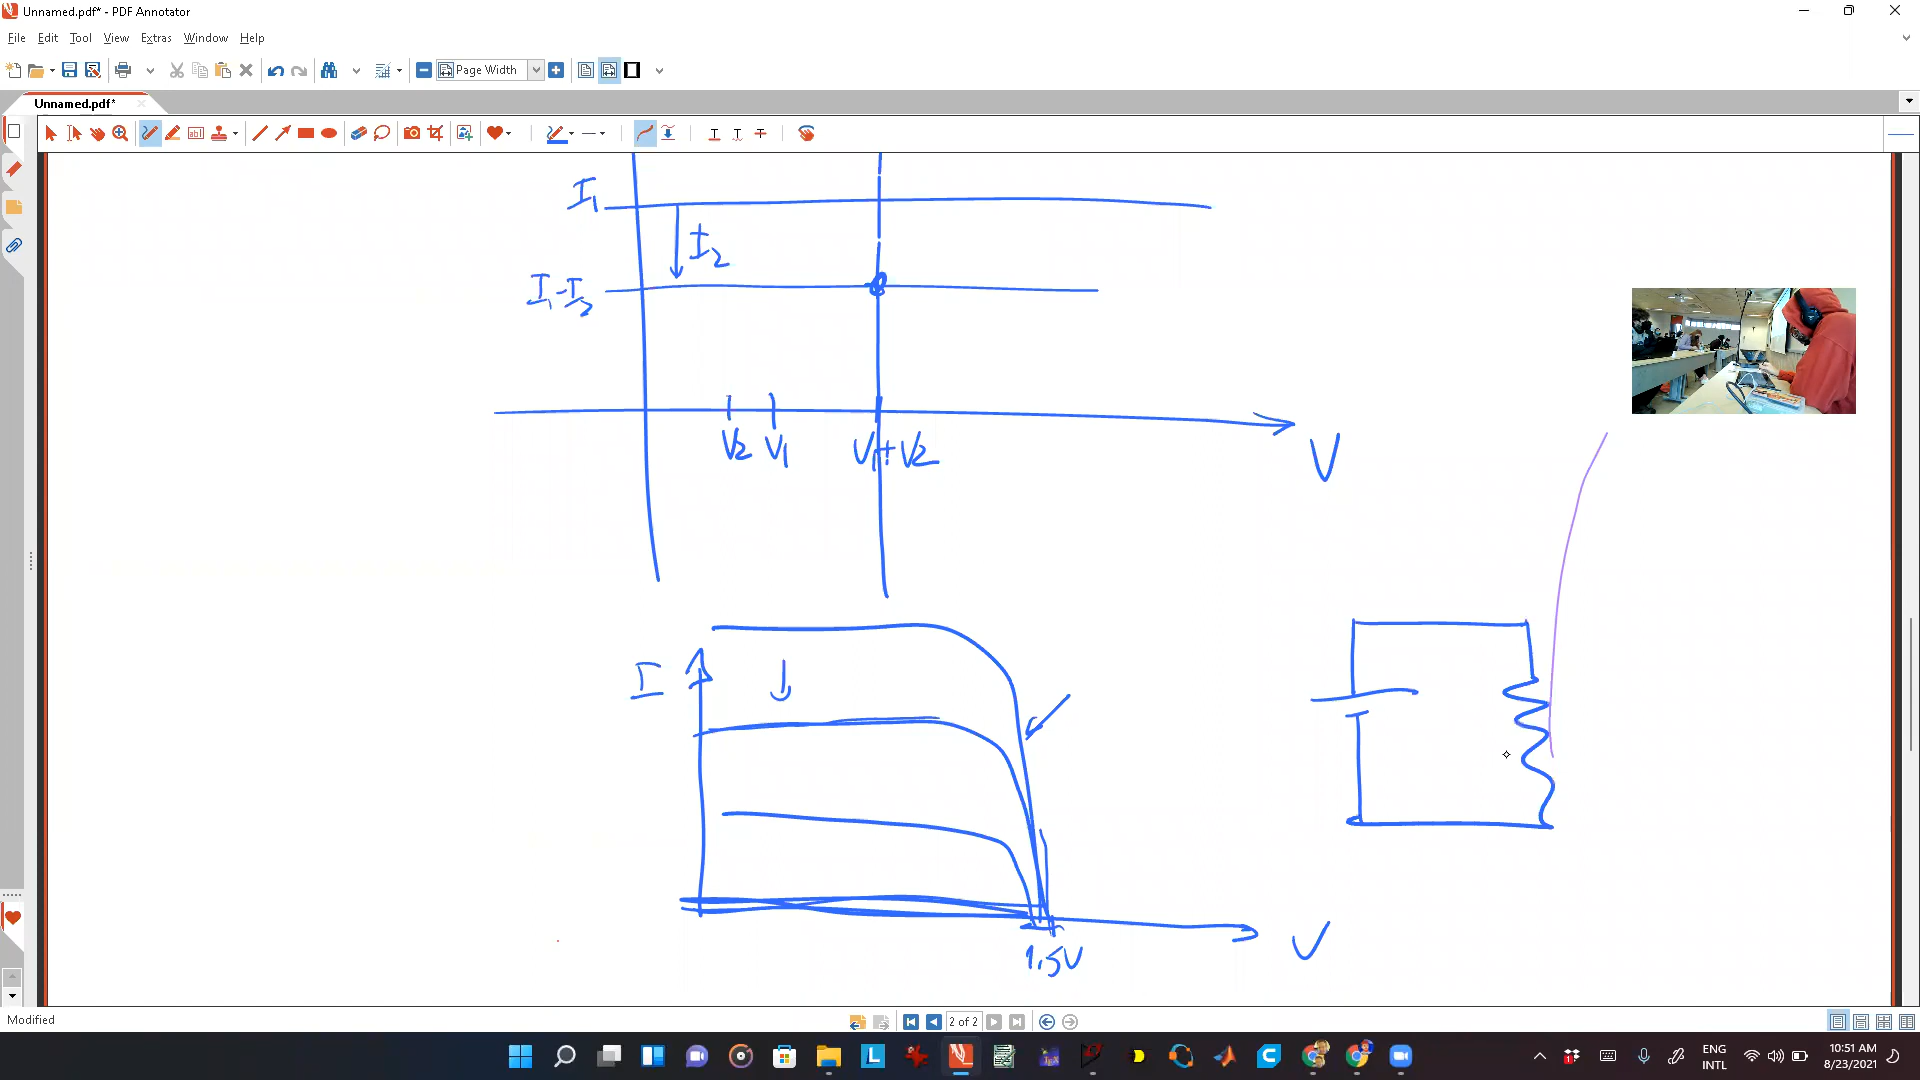 Unnamed.pdf* - PDF Annotator
File Edit Tool View Extras Window Help
Page Width
Unnamed.pdf*
I₁
I₂
I₁-I₂
V₂ V₁ V₁+V₂
V
I
1.5V
V
Modified
2 of 2
ENG
INTL
10:51 AM
8/23/2021